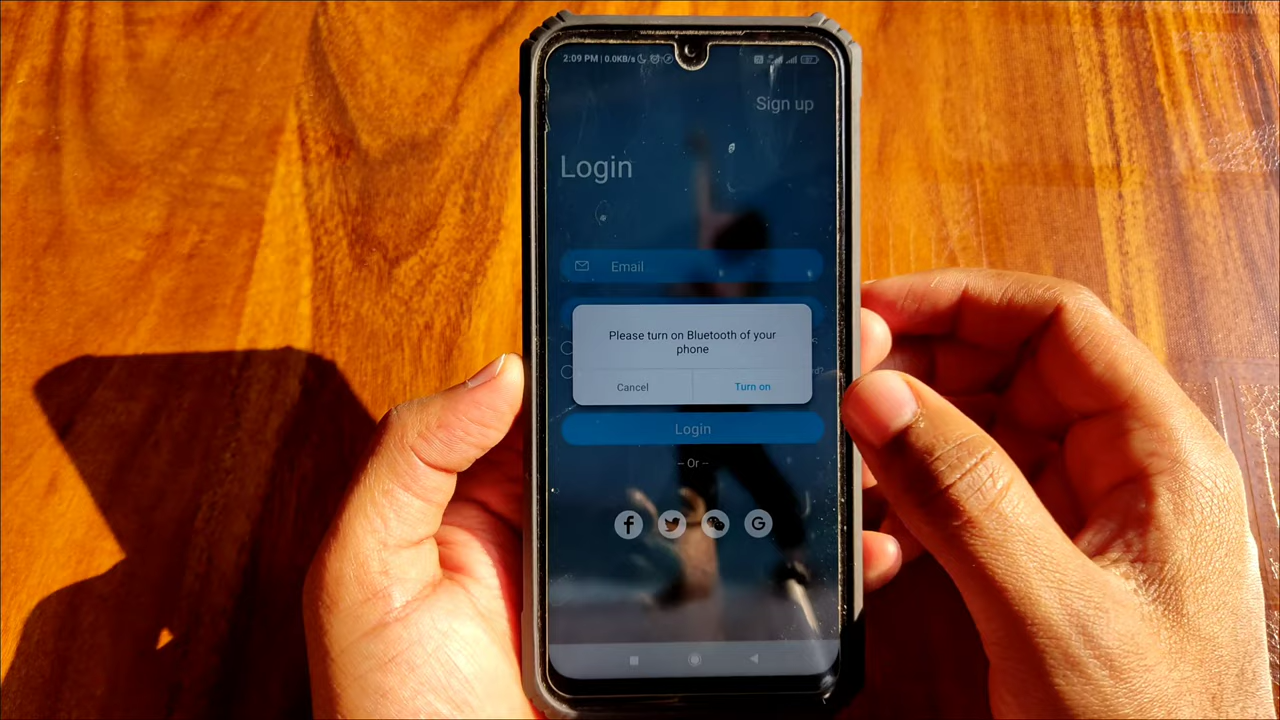 2:09 PM | 0.0KB/s
Sign up
Login
Email
Please turn on Bluetooth of your
phone
Cancel
Turn on
Login
– Or –